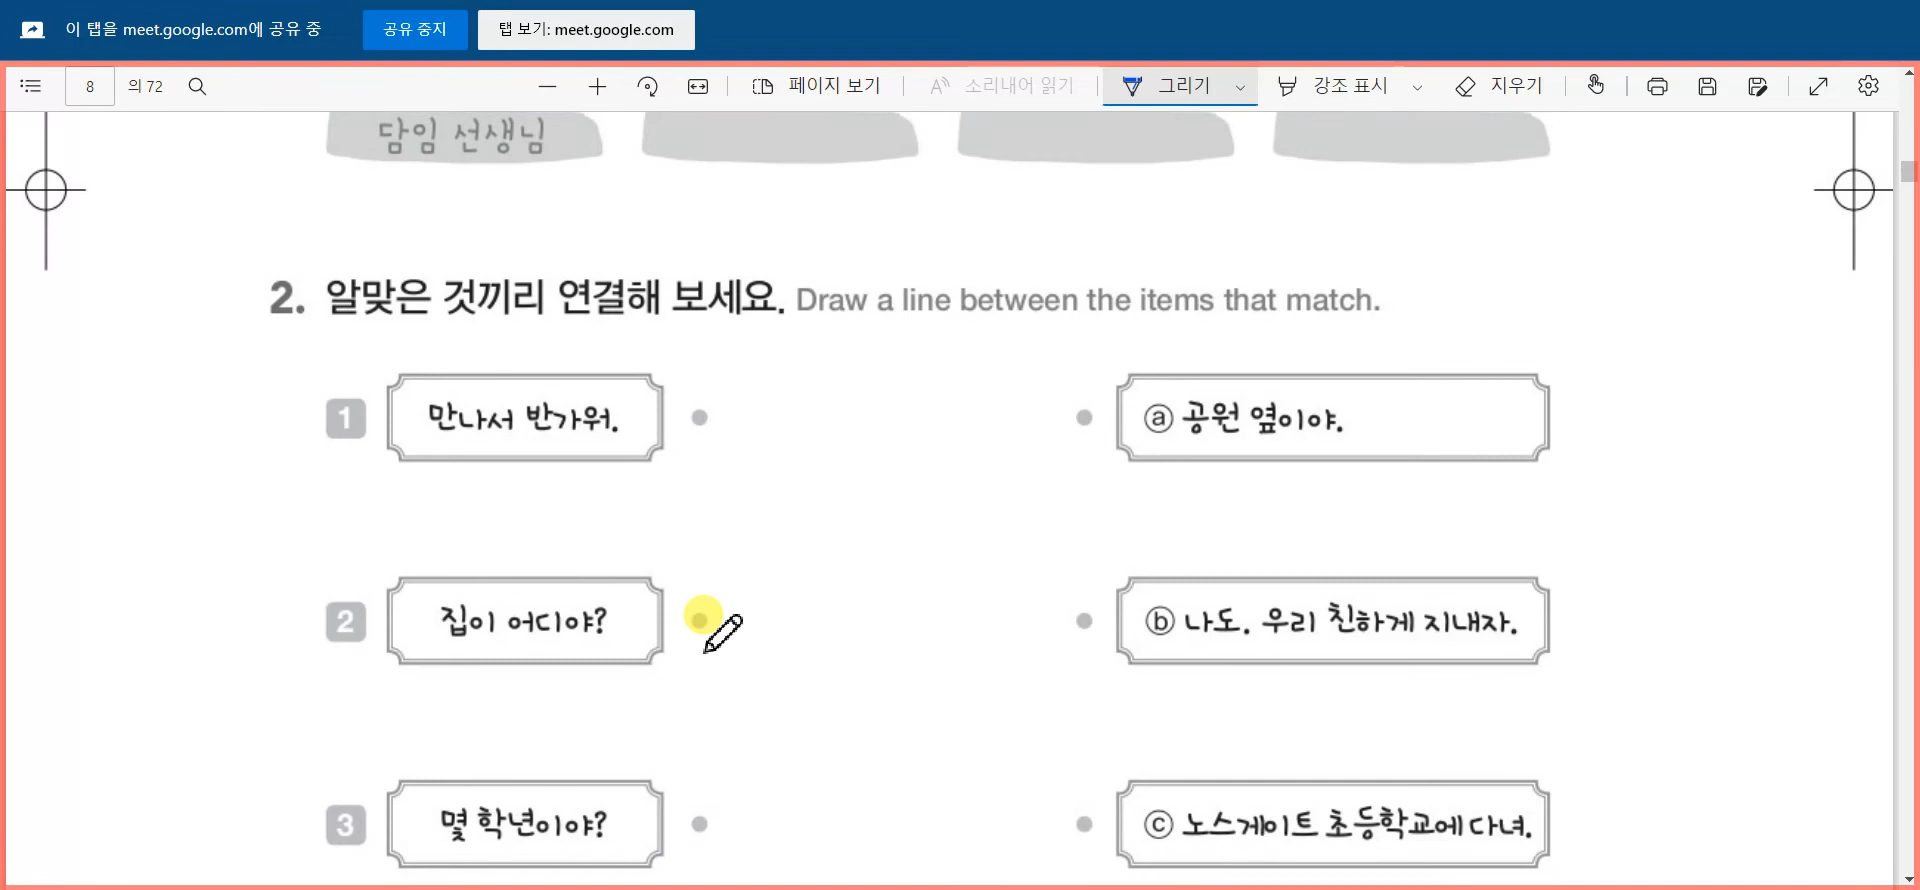 이 탭을 meet.google.com에 공유 중 공유 중지 탭 보기: meet.google.com
8 의 72 페이지 보기 소리내어 읽기 그리기 강조 표시 지우기
담임 선생님
2. 알맞은 것끼리 연결해 보세요. Draw a line between the items that match.
1 만나서 반가워. ⓐ 공원 옆이야.
2 집이 어디야? ⓑ 나도. 우리 친하게 지내자.
3 몇 학년이야? ⓒ 노스게이트 초등학교에 다녀.